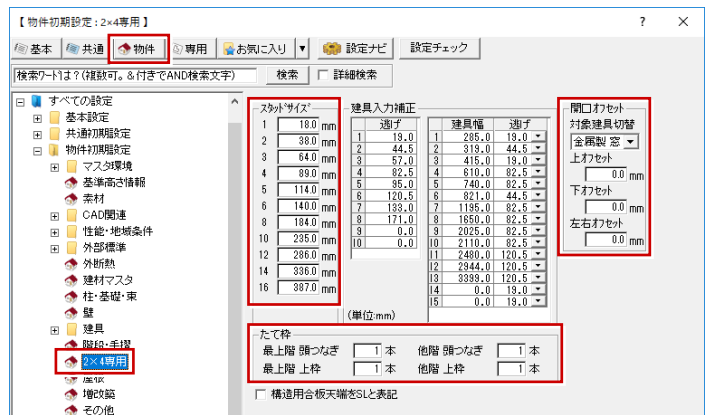 【 物件初期設定 : 2×4専用 】 ? ×
基本 共通 物件 専用 お気に入り ▼ 設定ナビ 設定チェック
検索ワードは?(複数可。&付きでAND検索文字) 検索 詳細検索
すべての設定
基本設定
共通初期設定
物件初期設定
マスタ環境
基準高さ情報
素材
CAD関連
性能・地域条件
外部標準
外断熱
建材マスタ
柱・基礎・束
壁
建具
階段・手摺
2×4専用
屋根
増改築
その他
スタッドサイズ
1 18.0 mm
2 38.0 mm
3 64.0 mm
4 89.0 mm
5 114.0 mm
6 140.0 mm
8 184.0 mm
10 235.0 mm
12 286.0 mm
14 336.0 mm
16 387.0 mm
建具入力補正
逃げ
1 19.0
2 44.5
3 57.0
4 82.5
5 95.0
6 120.5
7 133.0
8 171.0
9 0.0
10 0.0
(単位:mm)
建具幅 逃げ
1 285.0 19.0
2 319.0 44.5
3 415.0 19.0
4 610.0 82.5
5 740.0 82.5
6 821.0 44.5
7 1195.0 82.5
8 1650.0 82.5
9 2025.0 82.5
10 2110.0 82.5
11 2480.0 120.5
12 2944.0 120.5
13 3399.0 120.5
14 0.0 19.0
15 0.0 19.0
開口オフセット
対象建具切替
金属製 窓
上オフセット
0.0 mm
下オフセット
0.0 mm
左右オフセット
0.0 mm
たて枠
最上階 頭つなぎ 1 本 他階 頭つなぎ 1 本
最上階 上枠 1 本 他階 上枠 1 本
構造用合板天端をSLと表記